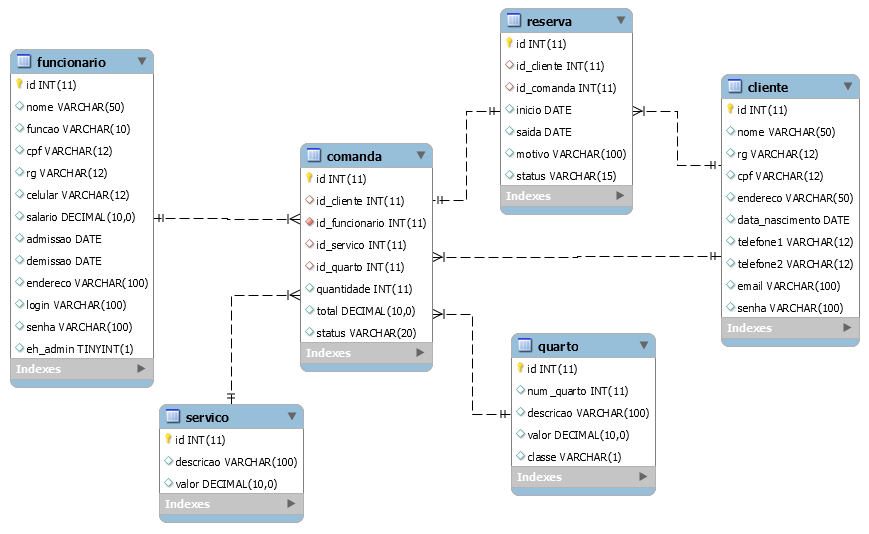 funcionario
id INT(11)
nome VARCHAR(50)
funcao VARCHAR(10)
cpf VARCHAR(12)
rg VARCHAR(12)
celular VARCHAR(12)
salario DECIMAL(10,0)
admissao DATE
demissao DATE
endereco VARCHAR(100)
login VARCHAR(100)
senha VARCHAR(100)
eh_admin TINYINT(1)
Indexes
servico
id INT(11)
descricao VARCHAR(100)
valor DECIMAL(10,0)
Indexes
comanda
id INT(11)
id_cliente INT(11)
id_funcionario INT(11)
id_servico INT(11)
id_quarto INT(11)
quantidade INT(11)
total DECIMAL(10,0)
status VARCHAR(20)
Indexes
reserva
id INT(11)
id_cliente INT(11)
id_comanda INT(11)
inicio DATE
saida DATE
motivo VARCHAR(100)
status VARCHAR(15)
Indexes
quarto
id INT(11)
num_quarto INT(11)
descricao VARCHAR(100)
valor DECIMAL(10,0)
classe VARCHAR(1)
Indexes
cliente
id INT(11)
nome VARCHAR(50)
rg VARCHAR(12)
cpf VARCHAR(12)
endereco VARCHAR(50)
data_nascimento DATE
telefone1 VARCHAR(12)
telefone2 VARCHAR(12)
email VARCHAR(100)
senha VARCHAR(100)
Indexes